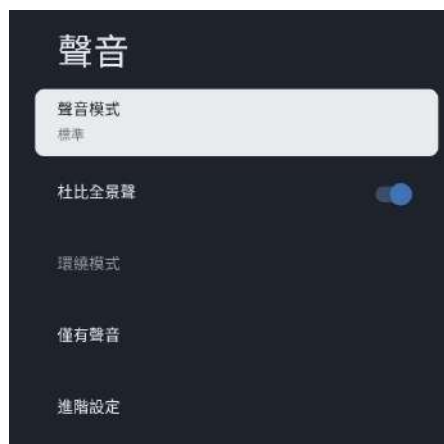 聲音
聲音模式
標準
杜比全景聲
環繞模式
僅有聲音
進階設定